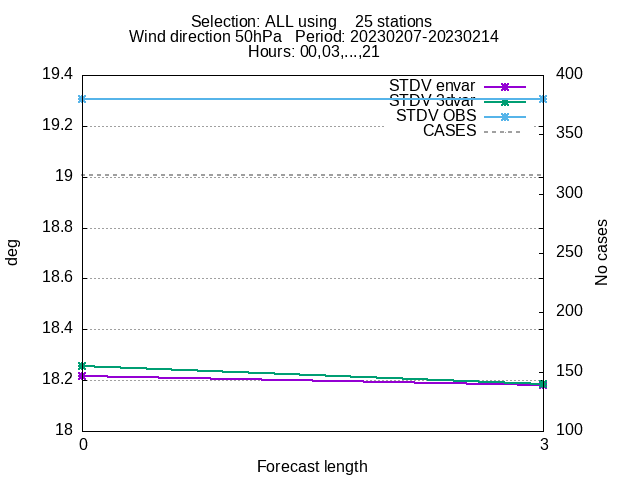 Selection: ALL using    25 stations
Wind direction 50hPa   Period: 20230207-20230214
Hours: 00,03,...,21
19.4
19.2
19
18.8
18.6
18.4
18.2
18
400
350
300
250
200
150
100
STDV envar
STDV 3dvar
STDV OBS
CASES
deg
No cases
0
3
Forecast length